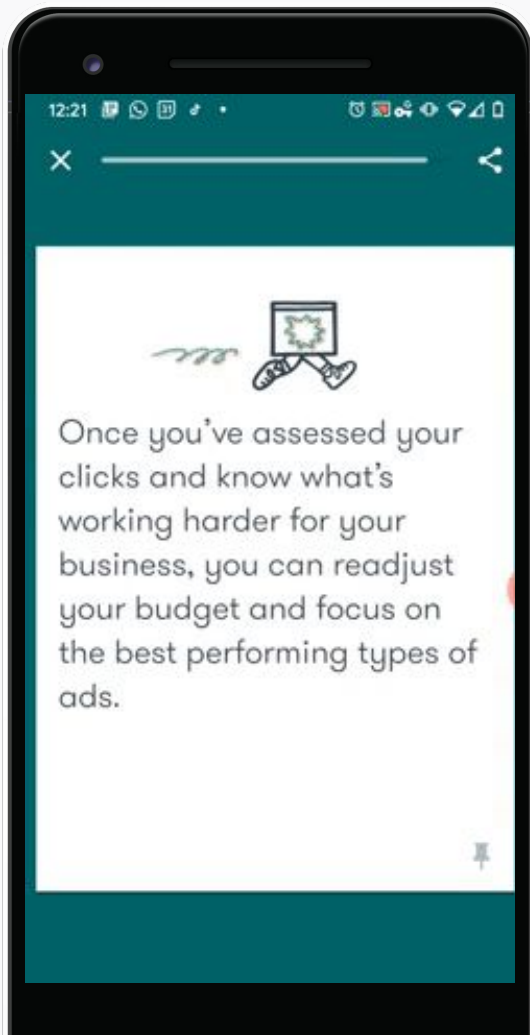 12:21
31
Once you've assessed your
clicks and know what's
working harder for your
business, you can readjust
your budget and focus on
the best performing types of
ads.